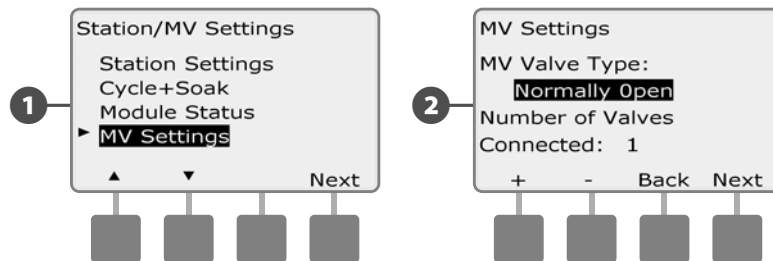 1
Station/MV Settings
Station Settings
Cycle+Soak
Module Status
► MV Settings
▲ ▼ Next
2
MV Settings
MV Valve Type:
Normally 0pen
Number of Valves
Connected: 1
+ - Back Next